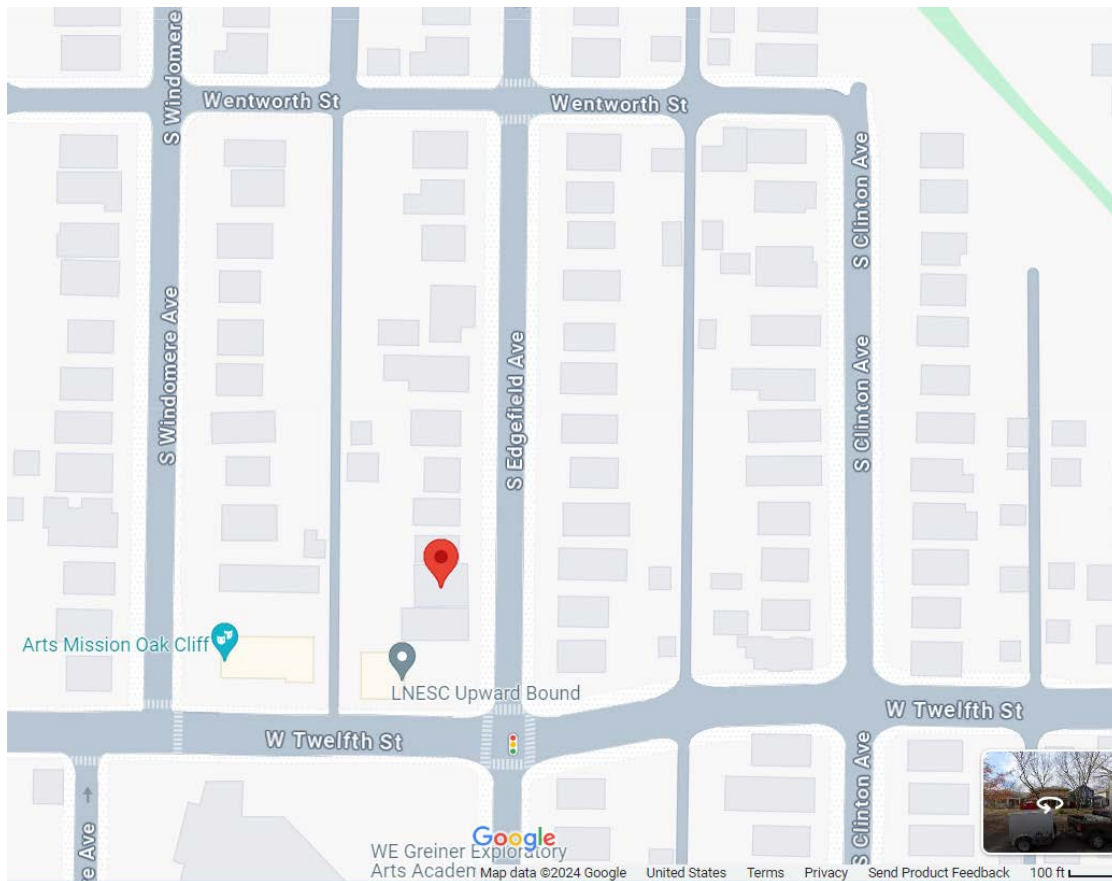 S Windomere
Wentworth St
Wentworth St
S Clinton Ave
S Windomere Ave
S Edgefield Ave
S Clinton Ave
Arts Mission Oak Cliff
LNESC Upward Bound
W Twelfth St
W Twelfth St
S Clinton Ave
e Ave
Google
WE Greiner Exploratory
Arts Academ
Map data ©2024 Google United States Terms Privacy Send Product Feedback 100 ft